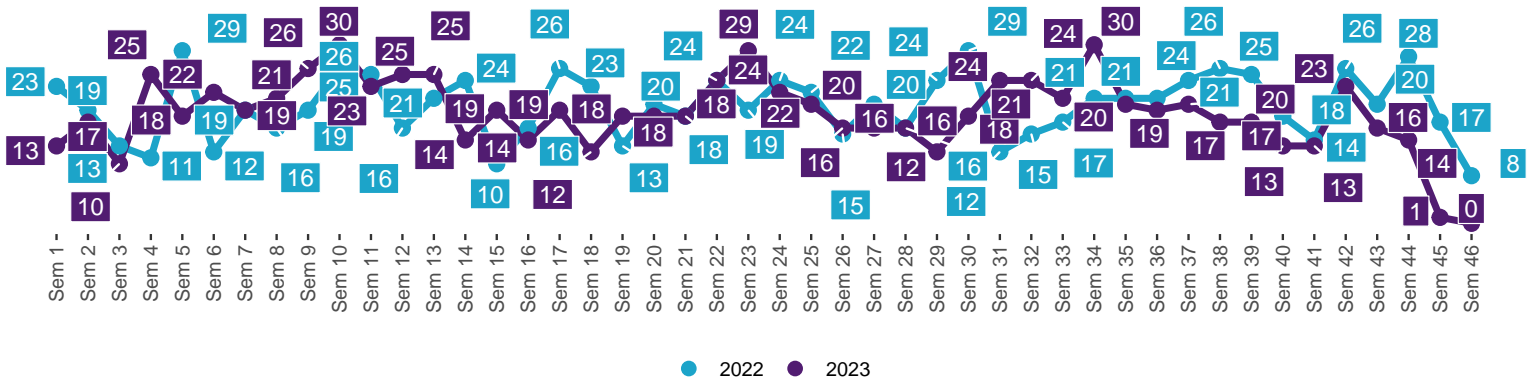 29 26 30 25 26 29 24 22 24 29 24 30 26 26 28
25 26 25 24 23 24 24 21 21 24 25 23 20
23 19 22 21 25 23 21 20 24 20 20 24 21 20 21 20 18 16 17
18 19 19 19 19 19 18 20 18 19 22 16 16 18 19 17 17 14
13 17 13 11 12 16 16 14 14 16 18 13 18 16 12 16 15 17 13 13 14 8
10 10 12 15 12 1 0
Sem 1
Sem 2
Sem 3
Sem 4
Sem 5
Sem 6
Sem 7
Sem 8
Sem 9
Sem 10
Sem 11
Sem 12
Sem 13
Sem 14
Sem 15
Sem 16
Sem 17
Sem 18
Sem 19
Sem 20
Sem 21
Sem 22
Sem 23
Sem 24
Sem 25
Sem 26
Sem 27
Sem 28
Sem 29
Sem 30
Sem 31
Sem 32
Sem 33
Sem 34
Sem 35
Sem 36
Sem 37
Sem 38
Sem 39
Sem 40
Sem 41
Sem 42
Sem 43
Sem 44
Sem 45
Sem 46
2022 2023